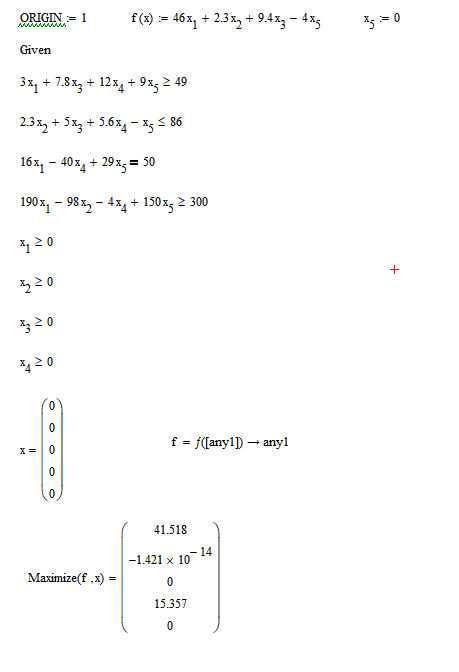 ORIGIN := 1 f(x) := 46x₁ + 2.3x₂ + 9.4x₃ − 4x₅ x₅ := 0
Given
3x₁ + 7.8x₃ + 12x₄ + 9x₅ ≥ 49
2.3x₂ + 5x₃ + 5.6x₄ − x₅ ≤ 86
16x₁ − 40x₄ + 29x₅ = 50
190x₁ − 98x₂ − 4x₄ + 150x₅ ≥ 300
x₁ ≥ 0
x₂ ≥ 0
x₃ ≥ 0
x₄ ≥ 0
0
0
x = 0 f = f([any1]) → any1
0
0
41.518
−1.421 × 10⁻¹⁴
Maximize(f ,x) = 0
15.357
0